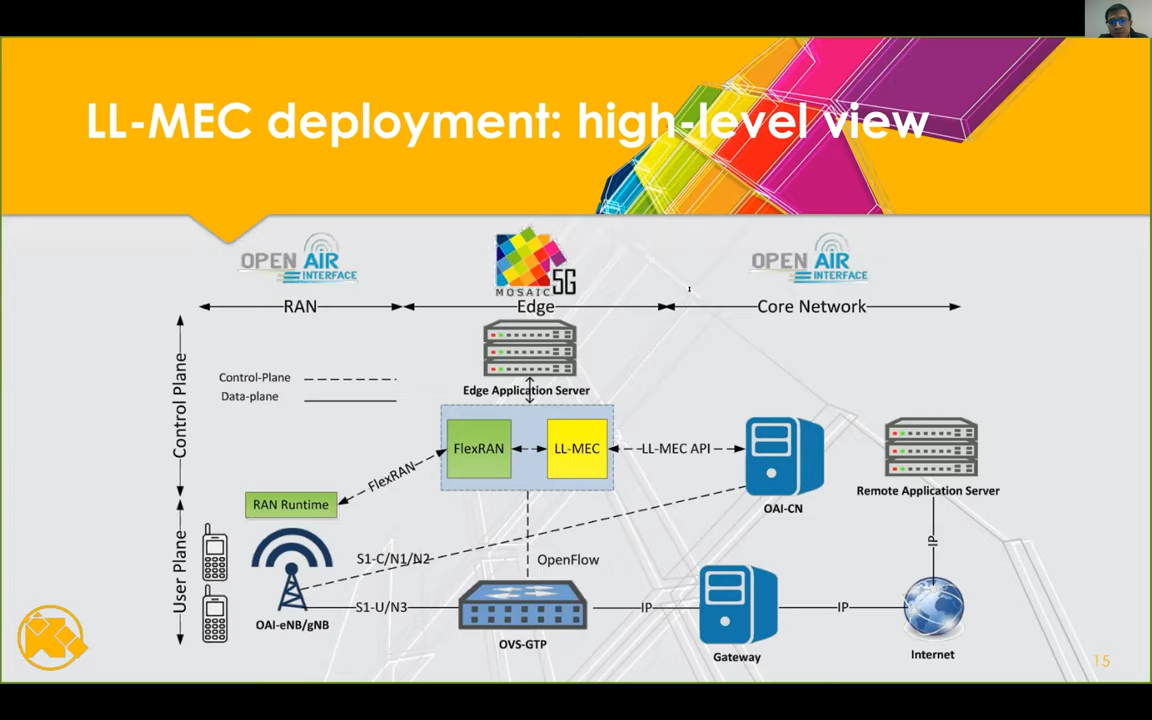 LL-MEC deployment: high-level view
OPEN AIR
INTERFACE
MOSAIC 5G
OPEN AIR
INTERFACE
RAN
Edge
Core Network
Control Plane
User Plane
Control-Plane
Data-plane
Edge Application Server
FlexRAN
LL-MEC
LL-MEC API
FlexRAN
RAN Runtime
OAI-CN
Remote Application Server
S1-C/N1/N2
OpenFlow
IP
S1-U/N3
IP
IP
OAI-eNB/gNB
OVS-GTP
Gateway
Internet
15